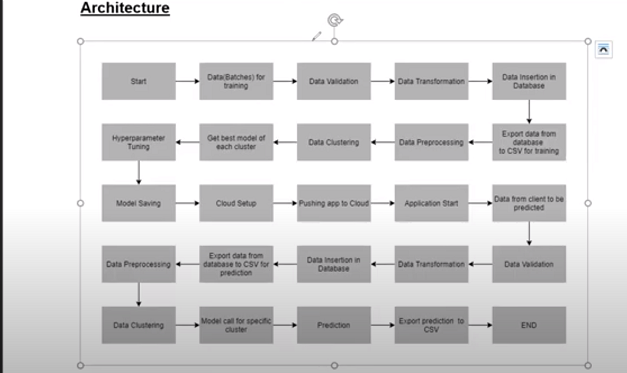 Architecture
Start
Data(Batches) for
training
Data Validation
Data Transformation
Data Insertion in
Database
Hyperparameter
Tuning
Get best model of
each cluster
Data Clustering
Data Preprocessing
Export data from
database
to CSV for training
Model Saving
Cloud Setup
Pushing app to Cloud
Application Start
Data from client to be
predicted
Data Preprocessing
Export data from
database to CSV for
prediction
Data Insertion in
Database
Data Transformation
Data Validation
Data Clustering
Model call for specific
cluster
Prediction
Export prediction to
CSV
END